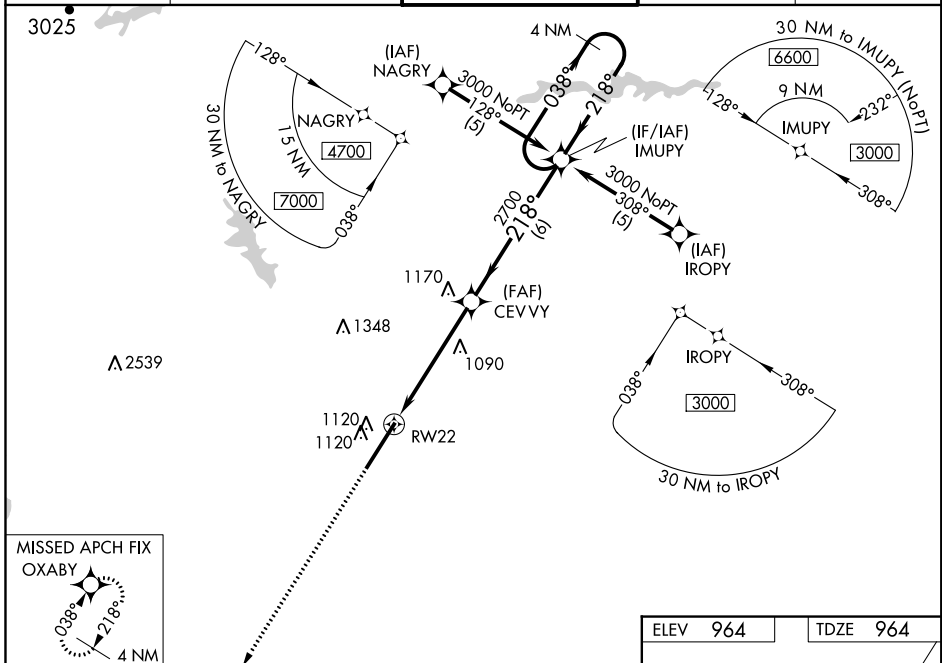 3025
128°
NAGRY
4700
15 NM
7000
30 NM to NAGRY
038°
(IAF)
NAGRY
3000 NoPT
128°
(5)
4 NM
038°
218°
(IF/IAF)
IMUPY
3000 NoPT
308°
(5)
(IAF)
IROPY
30 NM to IMUPY (NoPT)
6600
9 NM
128°
232°
IMUPY
3000
308°
2700
218°
(6)
1170
(FAF)
CEVVY
1348
2539
1090
1120
1120
RW22
IROPY
038°
308°
3000
30 NM to IROPY
MISSED APCH FIX
OXABY
038°
218°
4 NM
ELEV 964
TDZE 964